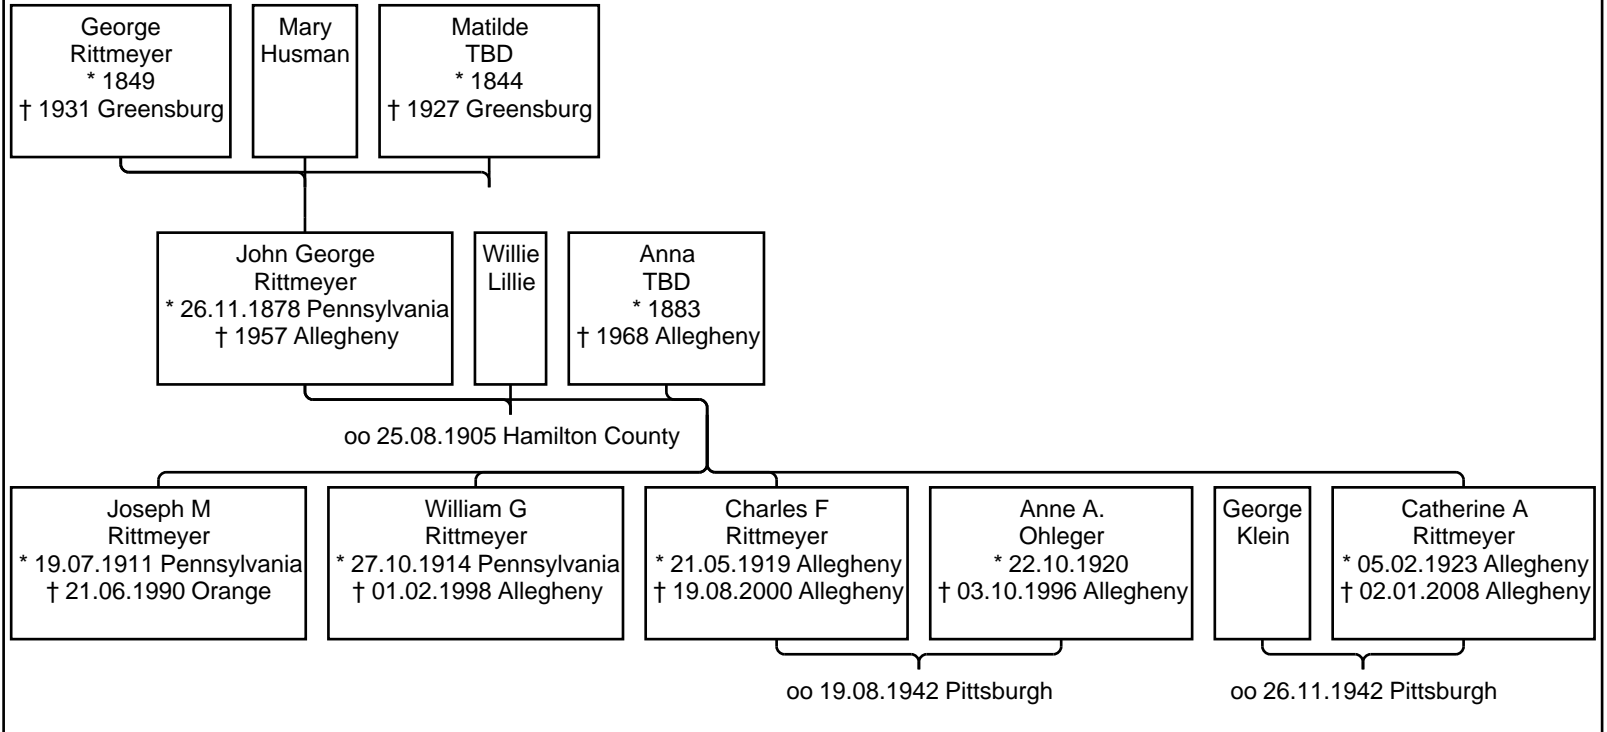 George
Rittmeyer
* 1849
† 1931 Greensburg
Mary
Husman
Matilde
TBD
* 1844
† 1927 Greensburg
John George
Rittmeyer
* 26.11.1878 Pennsylvania
† 1957 Allegheny
Willie
Lillie
Anna
TBD
* 1883
† 1968 Allegheny
oo 25.08.1905 Hamilton County
Joseph M
Rittmeyer
* 19.07.1911 Pennsylvania
† 21.06.1990 Orange
William G
Rittmeyer
* 27.10.1914 Pennsylvania
† 01.02.1998 Allegheny
Charles F
Rittmeyer
* 21.05.1919 Allegheny
† 19.08.2000 Allegheny
Anne A.
Ohleger
* 22.10.1920
† 03.10.1996 Allegheny
George
Klein
Catherine A
Rittmeyer
* 05.02.1923 Allegheny
† 02.01.2008 Allegheny
oo 19.08.1942 Pittsburgh
oo 26.11.1942 Pittsburgh